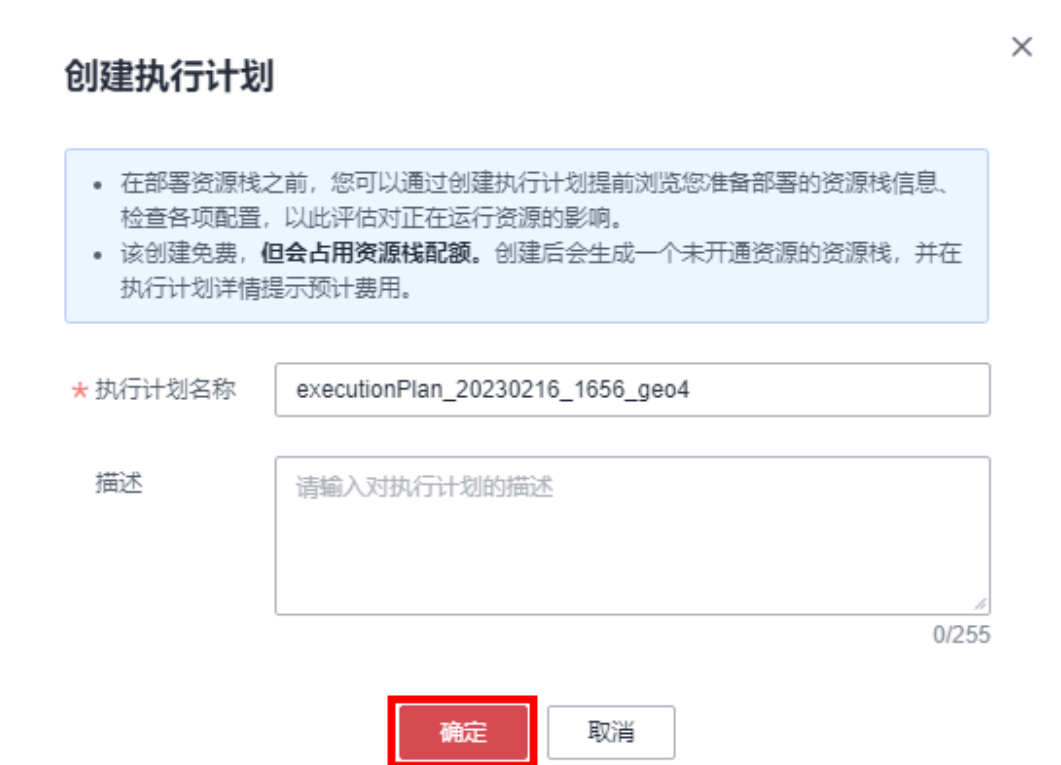 创建执行计划
• 在部署资源栈之前，您可以通过创建执行计划提前浏览您准备部署的资源栈信息、
检查各项配置，以此评估对正在运行资源的影响。
• 该创建免费，但会占用资源栈配额。创建后会生成一个未开通资源的资源栈，并在
执行计划详情提示预计费用。
* 执行计划名称 executionPlan_20230216_1656_geo4
描述 请输入对执行计划的描述
0/255
确定 取消